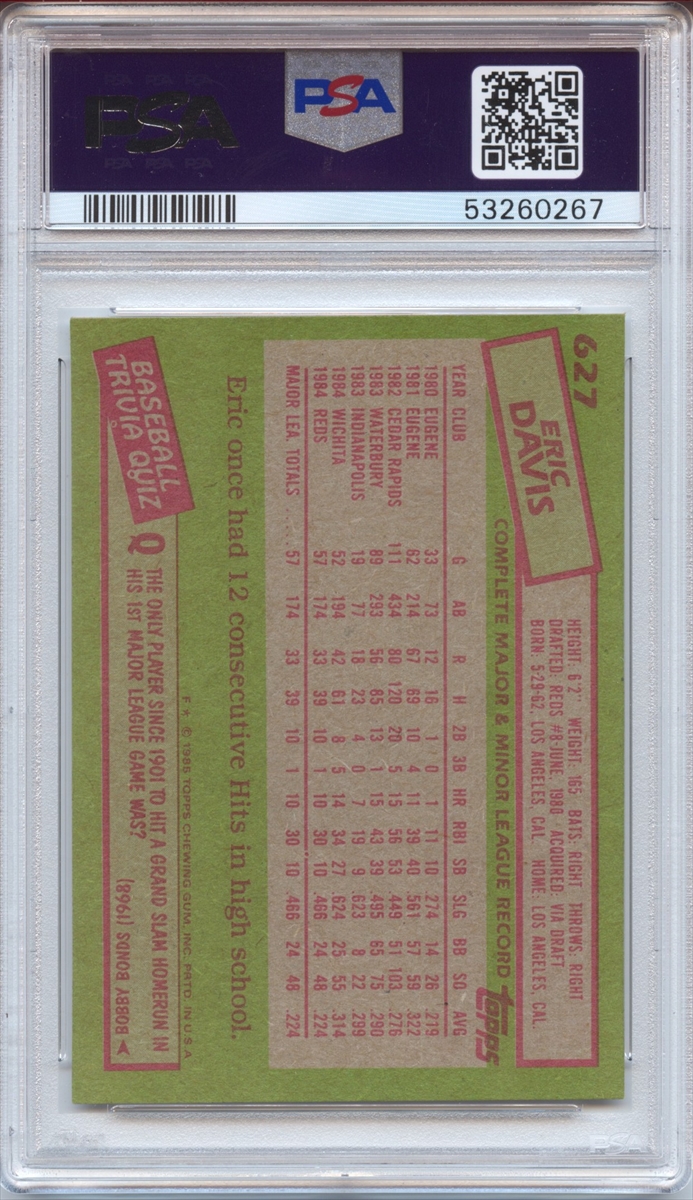 PSA
PSA
53260267
627
ERIC
DAVIS
HEIGHT: 6'2" WEIGHT: 165 BATS: RIGHT THROWS: RIGHT
DRAFTED: REDS #8-JUNE, 1980 - ACQUIRED: VIA DRAFT
BORN: 5-29-62, LOS ANGELES, CAL. HOME: LOS ANGELES, CAL.
COMPLETE MAJOR & MINOR LEAGUE RECORD topps
YEAR CLUB G AB R H 2B 3B HR RBI SB SLG BB SO AVG
1980 EUGENE 33 73 12 16 1 0 1 11 10 .274 14 26 .219
1981 EUGENE 62 214 67 69 10 4 11 39 40 .561 57 59 .322
1982 CEDAR RAPIDS 111 434 80 120 20 5 15 56 53 .449 51 103 .276
1983 WATERBURY 89 293 56 85 13 1 15 43 39 .495 65 75 .290
1983 INDIANAPOLIS 19 77 18 23 4 0 7 19 9 .623 8 22 .299
1984 WICHITA 52 194 42 61 8 5 14 34 27 .624 25 55 .314
1984 REDS 57 174 33 39 10 1 10 30 10 .466 24 48 .224
MAJOR LEA. TOTALS ..... 57 174 33 39 10 1 10 30 10 .466 24 48 .224
Eric once had 12 consecutive Hits in high school.
F★ © 1985 TOPPS CHEWING GUM, INC. PRTD. IN U.S.A.
BASEBALL
TRIVIA QUIZ
Q THE ONLY PLAYER SINCE 1901 TO HIT A GRAND SLAM HOMERUN IN
HIS 1ST MAJOR LEAGUE GAME WAS?
BOBBY BONDS (1968)